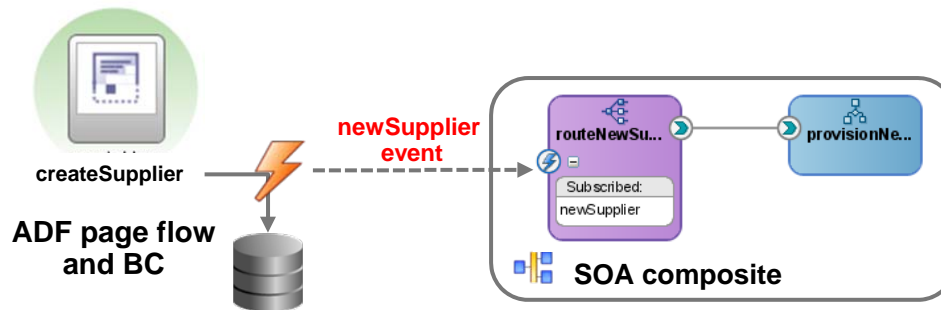 createSupplier
ADF page flow
and BC
newSupplier
event
routeNewSu...
Subscribed:
newSupplier
provisionNe...
SOA composite